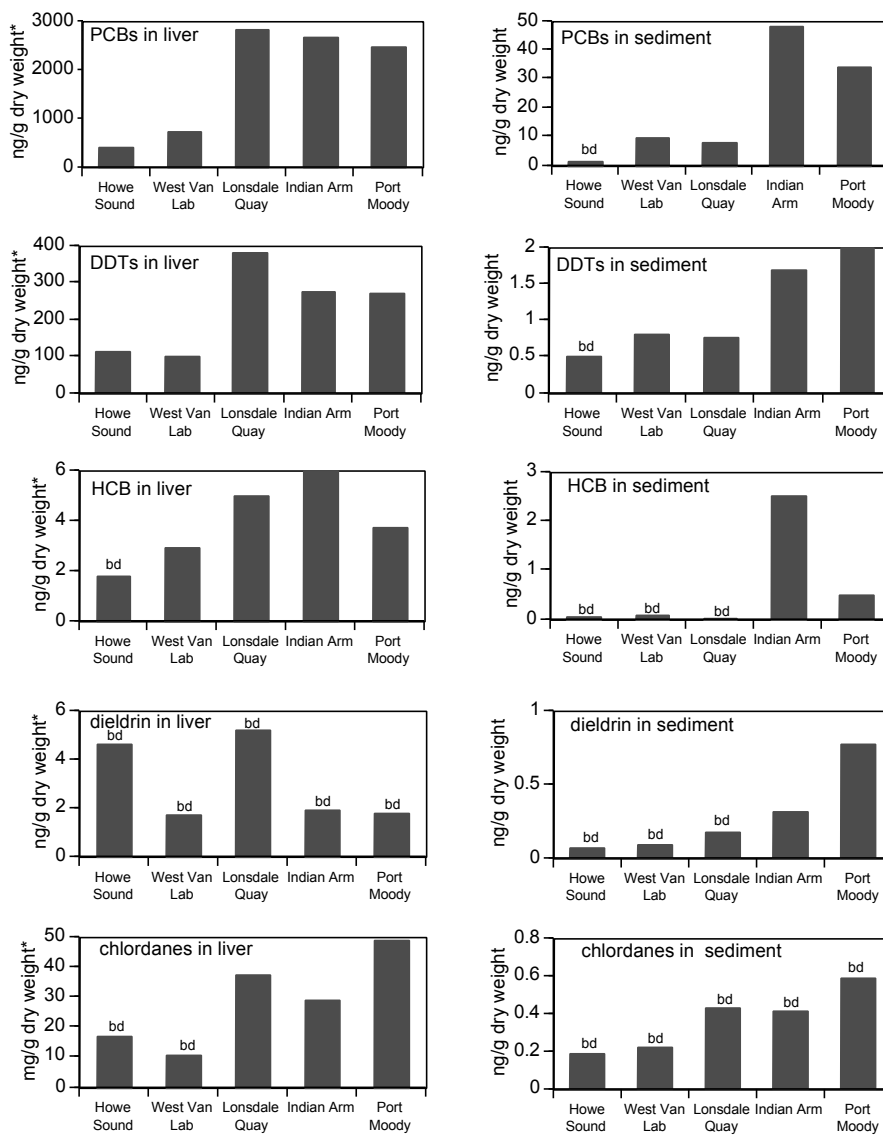 PCBs in liver
ng/g dry weight*
3000
2000
1000
0
Howe Sound
West Van Lab
Lonsdale Quay
Indian Arm
Port Moody
PCBs in sediment
ng/g dry weight
50
40
30
20
10
0
bd
Howe Sound
West Van Lab
Lonsdale Quay
Indian Arm
Port Moody
DDTs in liver
ng/g dry weight*
400
300
200
100
0
Howe Sound
West Van Lab
Lonsdale Quay
Indian Arm
Port Moody
DDTs in sediment
ng/g dry weight
2
1.5
1
0.5
0
bd
Howe Sound
West Van Lab
Lonsdale Quay
Indian Arm
Port Moody
HCB in liver
ng/g dry weight*
6
4
2
0
bd
Howe Sound
West Van Lab
Lonsdale Quay
Indian Arm
Port Moody
HCB in sediment
ng/g dry weight
3
2
1
0
bd
bd
bd
Howe Sound
West Van Lab
Lonsdale Quay
Indian Arm
Port Moody
dieldrin in liver
ng/g dry weight*
6
4
2
0
bd
bd
bd
bd
bd
Howe Sound
West Van Lab
Lonsdale Quay
Indian Arm
Port Moody
dieldrin in sediment
ng/g dry weight
1
0.5
0
bd
bd
bd
Howe Sound
West Van Lab
Lonsdale Quay
Indian Arm
Port Moody
chlordanes in liver
mg/g dry weight*
50
40
30
20
10
0
bd
bd
Howe Sound
West Van Lab
Lonsdale Quay
Indian Arm
Port Moody
chlordanes in sediment
ng/g dry weight
0.8
0.6
0.4
0.2
0
bd
bd
bd
bd
bd
Howe Sound
West Van Lab
Lonsdale Quay
Indian Arm
Port Moody